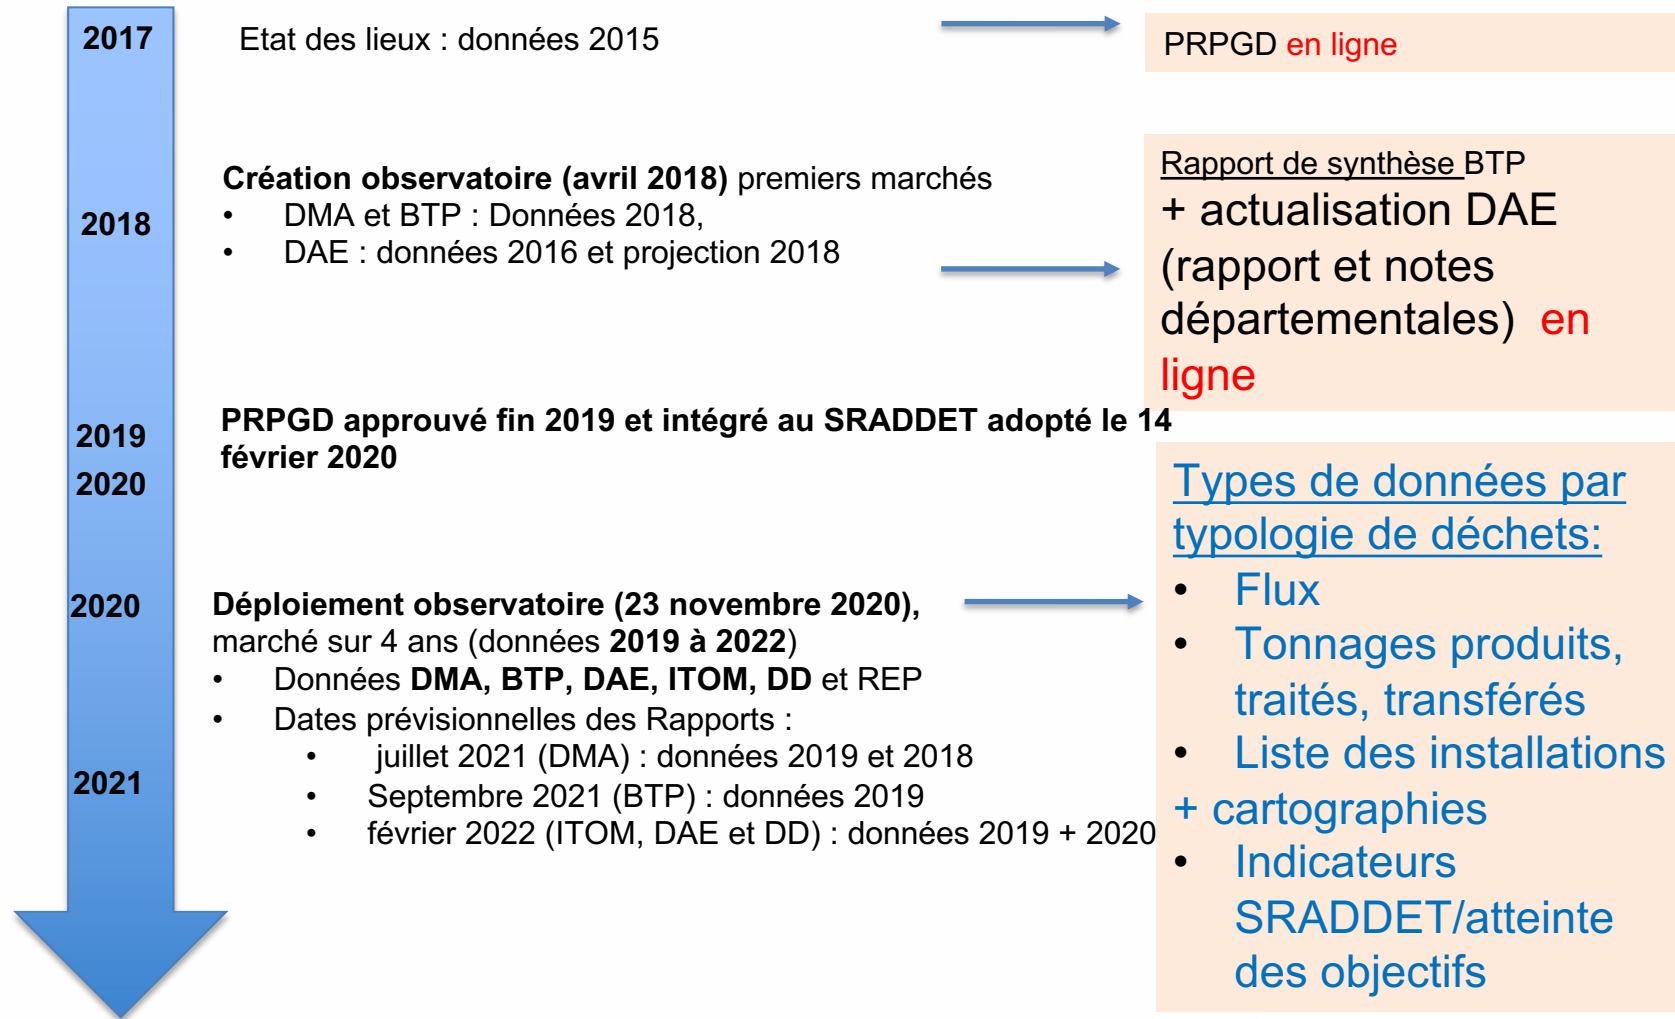 2017
Etat des lieux : données 2015
PRPGD en ligne
2018
Création observatoire (avril 2018) premiers marchés
• DMA et BTP : Données 2018,
• DAE : données 2016 et projection 2018
Rapport de synthèse BTP
+ actualisation DAE
(rapport et notes
départementales) en
ligne
2019
2020
PRPGD approuvé fin 2019 et intégré au SRADDET adopté le 14
février 2020
2020
Déploiement observatoire (23 novembre 2020),
marché sur 4 ans (données 2019 à 2022)
• Données DMA, BTP, DAE, ITOM, DD et REP
• Dates prévisionnelles des Rapports :
2021
• juillet 2021 (DMA) : données 2019 et 2018
• Septembre 2021 (BTP) : données 2019
• février 2022 (ITOM, DAE et DD) : données 2019 + 2020
Types de données par
typologie de déchets:
• Flux
• Tonnages produits,
traités, transférés
• Liste des installations
+ cartographies
• Indicateurs
SRADDET/atteinte
des objectifs